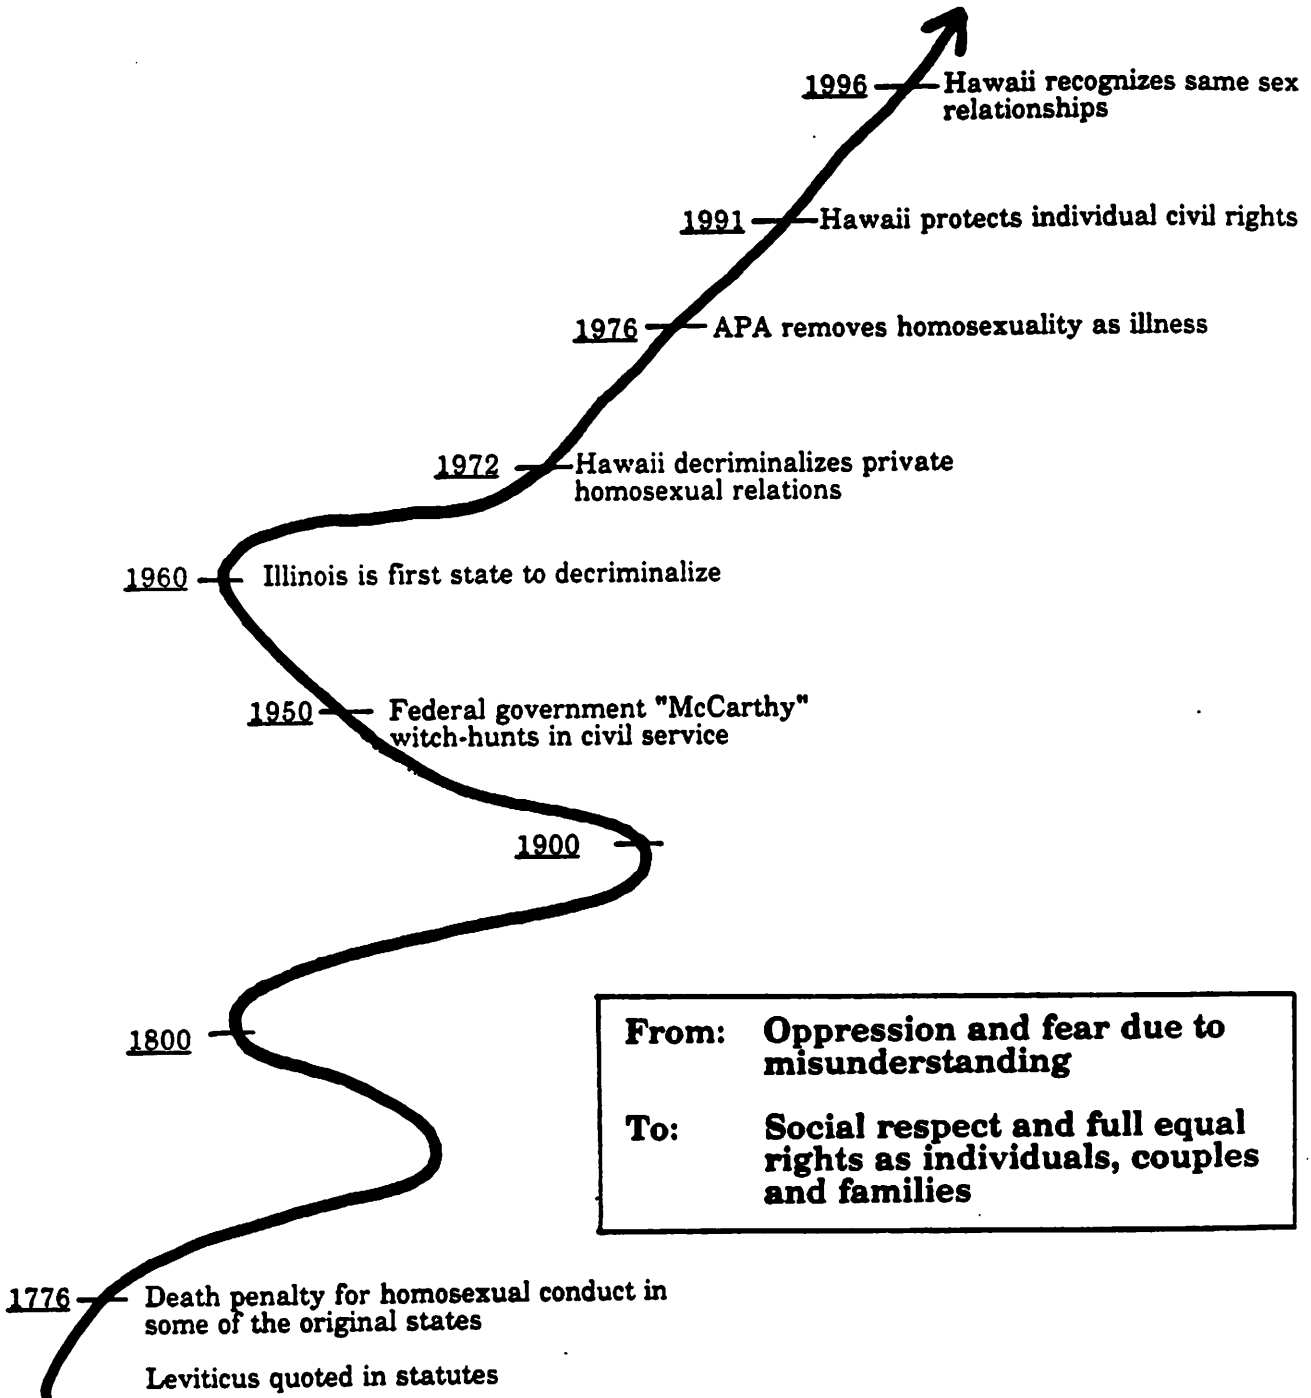 1996 Hawaii recognizes same sex
relationships
1991 Hawaii protects individual civil rights
1976 APA removes homosexuality as illness
1972 Hawaii decriminalizes private
homosexual relations
1960 Illinois is first state to decriminalize
1950 Federal government "McCarthy"
witch-hunts in civil service
1900
1800
From: Oppression and fear due to
misunderstanding
To: Social respect and full equal
rights as individuals, couples
and families
1776 Death penalty for homosexual conduct in
some of the original states
Leviticus quoted in statutes